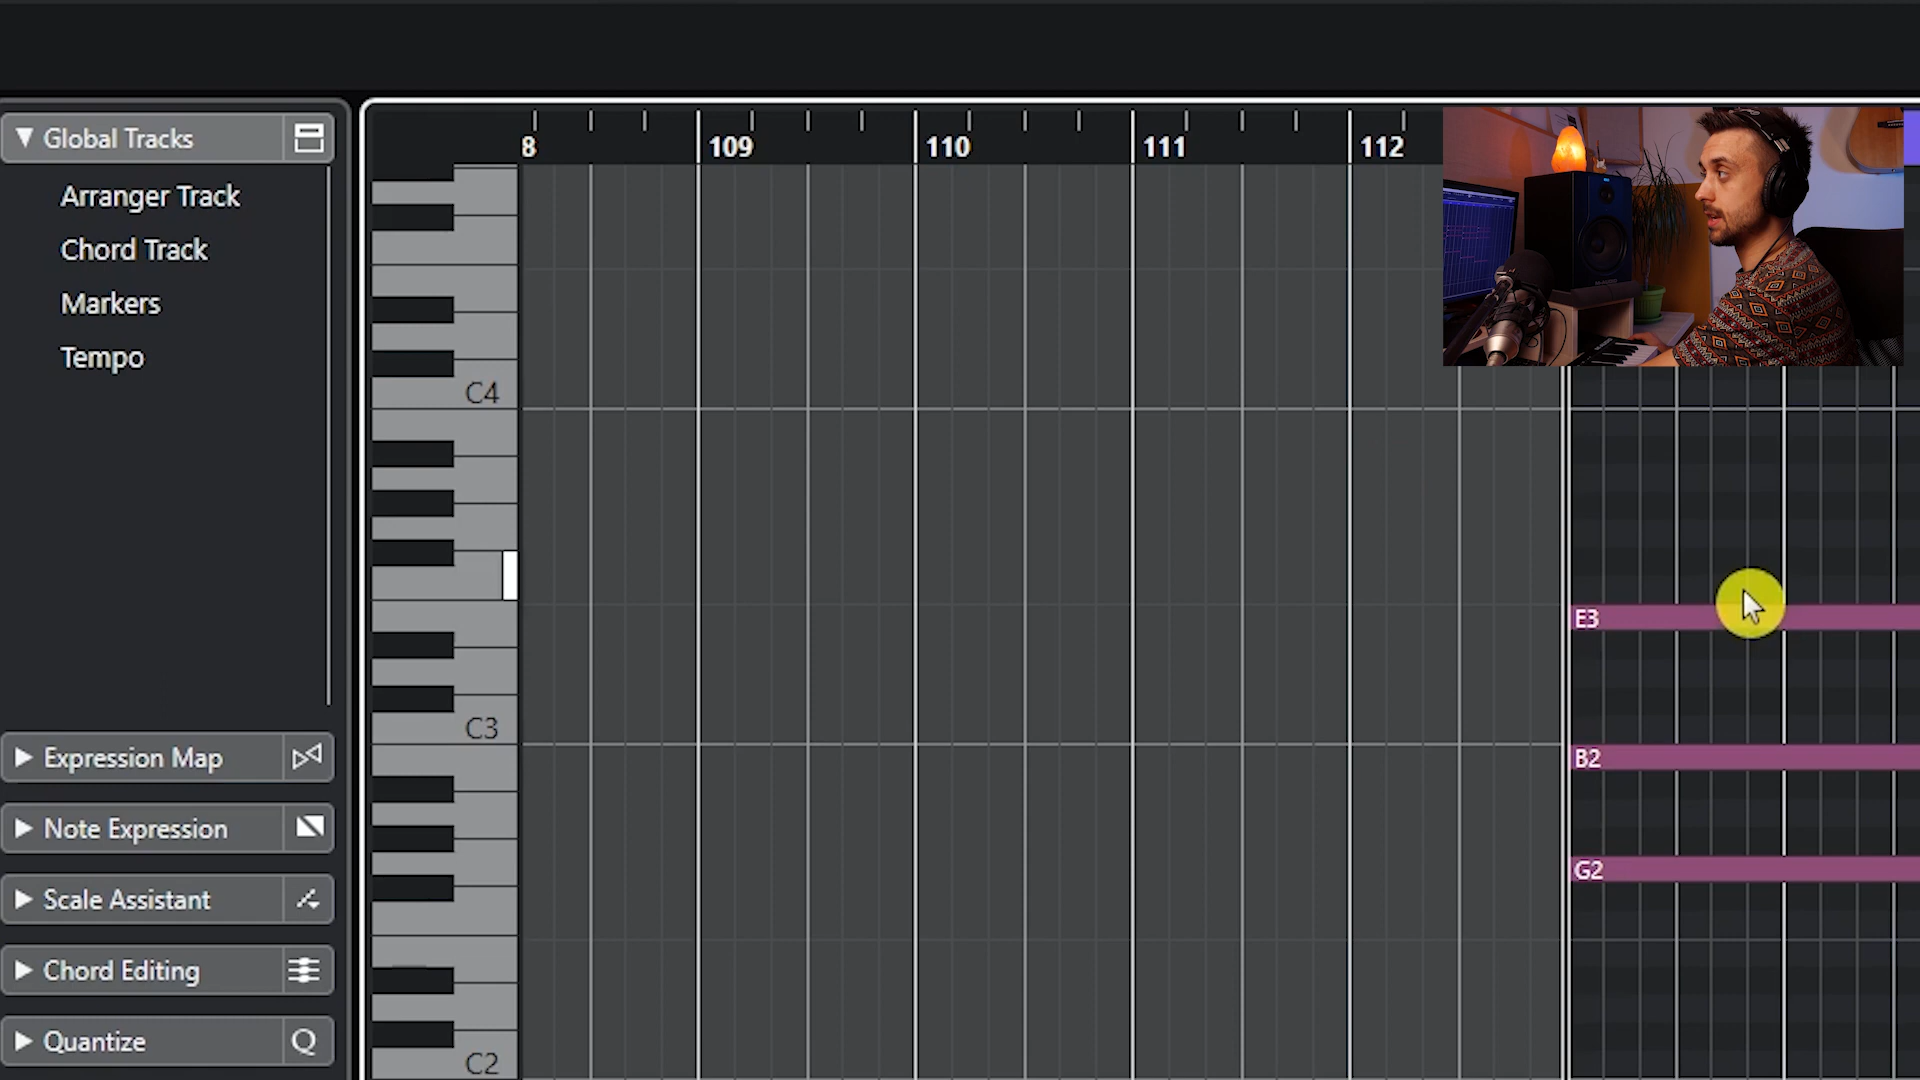 Global Tracks
Arranger Track
Chord Track
Markers
Tempo
Expression Map
Note Expression
Scale Assistant
Chord Editing
Quantize Q
8 109 110 111 112
C4
C3
C2
E3
B2
G2